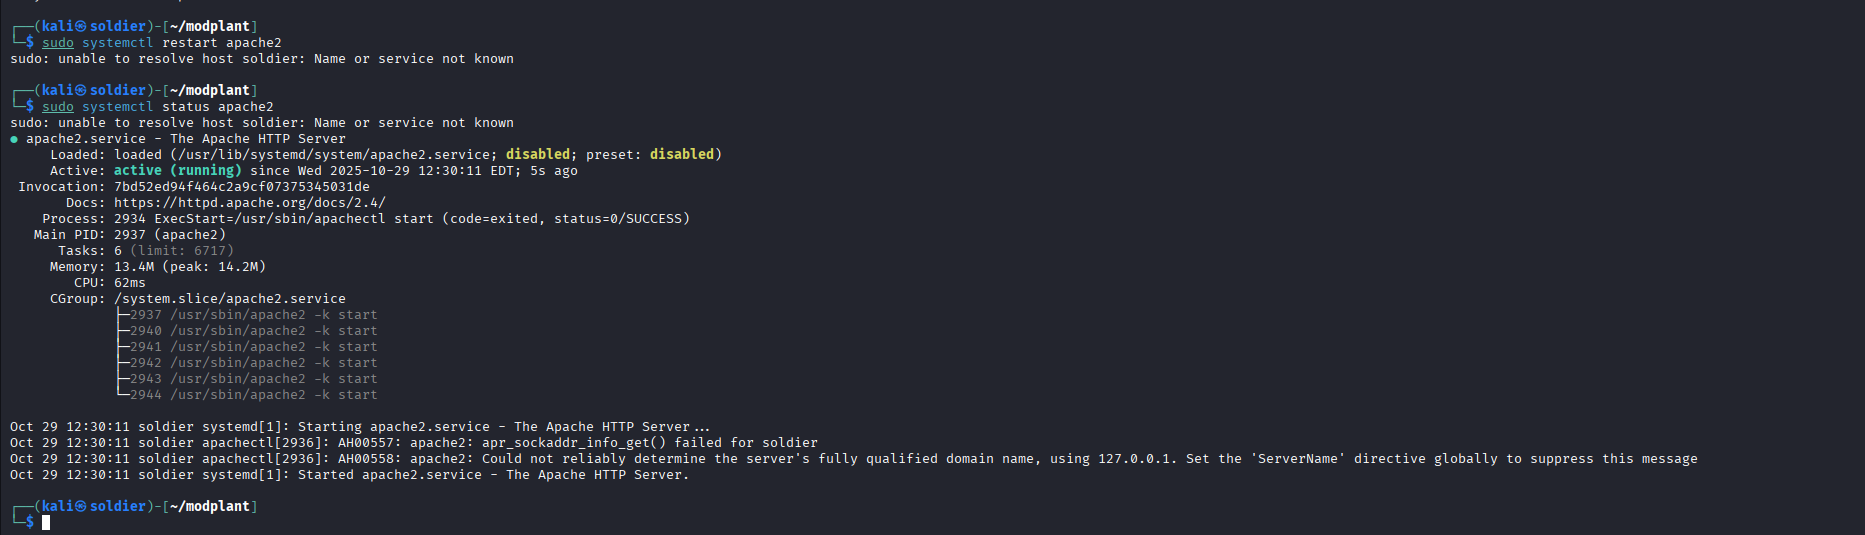 ┌──(kali㉿soldier)-[~/modplant]
└─$ sudo systemctl restart apache2
sudo: unable to resolve host soldier: Name or service not known
┌──(kali㉿soldier)-[~/modplant]
└─$ sudo systemctl status apache2
sudo: unable to resolve host soldier: Name or service not known
● apache2.service - The Apache HTTP Server
     Loaded: loaded (/usr/lib/systemd/system/apache2.service; disabled; preset: disabled)
     Active: active (running) since Wed 2025-10-29 12:30:11 EDT; 5s ago
 Invocation: 7bd52ed94f464c2a9cf07375345031de
       Docs: https://httpd.apache.org/docs/2.4/
    Process: 2934 ExecStart=/usr/sbin/apachectl start (code=exited, status=0/SUCCESS)
   Main PID: 2937 (apache2)
      Tasks: 6 (limit: 6717)
     Memory: 13.4M (peak: 14.2M)
        CPU: 62ms
     CGroup: /system.slice/apache2.service
             ├─2937 /usr/sbin/apache2 -k start
             ├─2940 /usr/sbin/apache2 -k start
             ├─2941 /usr/sbin/apache2 -k start
             ├─2942 /usr/sbin/apache2 -k start
             ├─2943 /usr/sbin/apache2 -k start
             └─2944 /usr/sbin/apache2 -k start
Oct 29 12:30:11 soldier systemd[1]: Starting apache2.service - The Apache HTTP Server...
Oct 29 12:30:11 soldier apachectl[2936]: AH00557: apache2: apr_sockaddr_info_get() failed for soldier
Oct 29 12:30:11 soldier apachectl[2936]: AH00558: apache2: Could not reliably determine the server's fully qualified domain name, using 127.0.0.1. Set the 'ServerName' directive globally to suppress this message
Oct 29 12:30:11 soldier systemd[1]: Started apache2.service - The Apache HTTP Server.
┌──(kali㉿soldier)-[~/modplant]
└─$